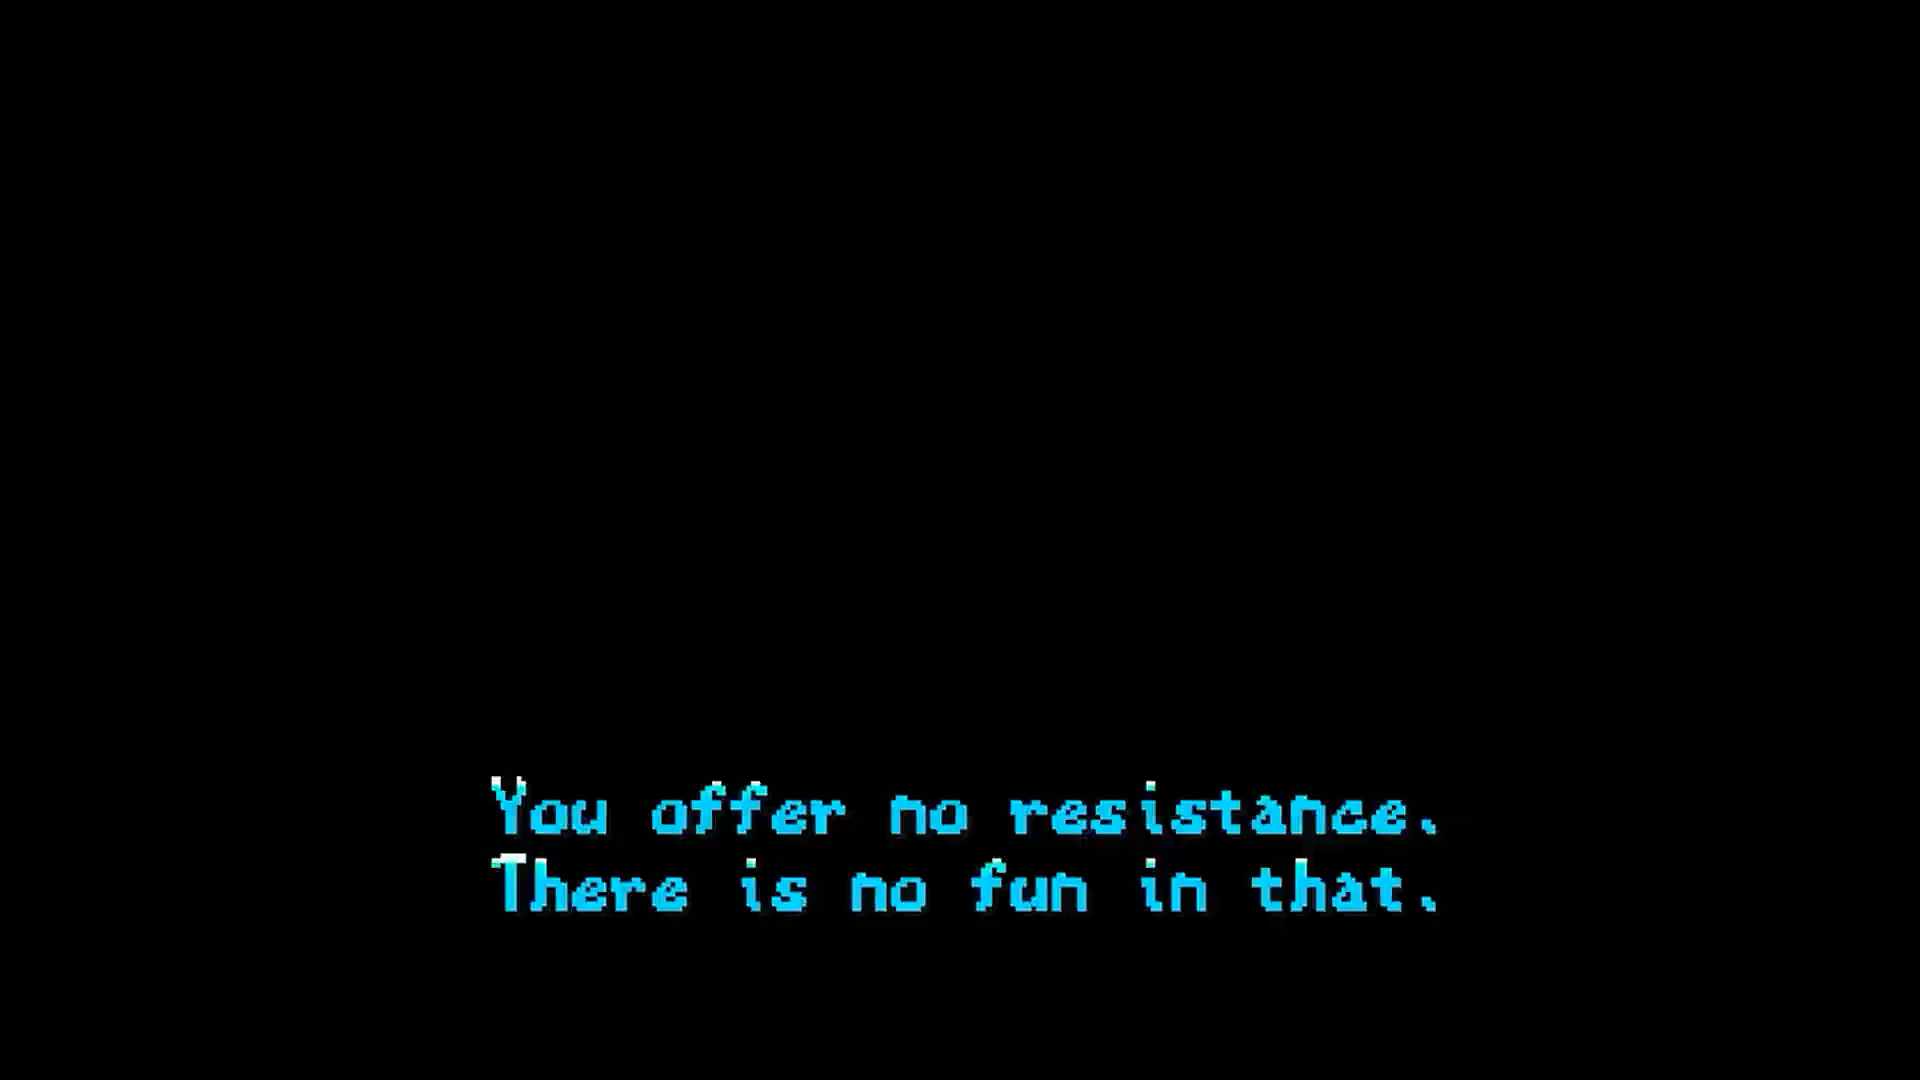 You offer no resistance.
There is no fun in that.